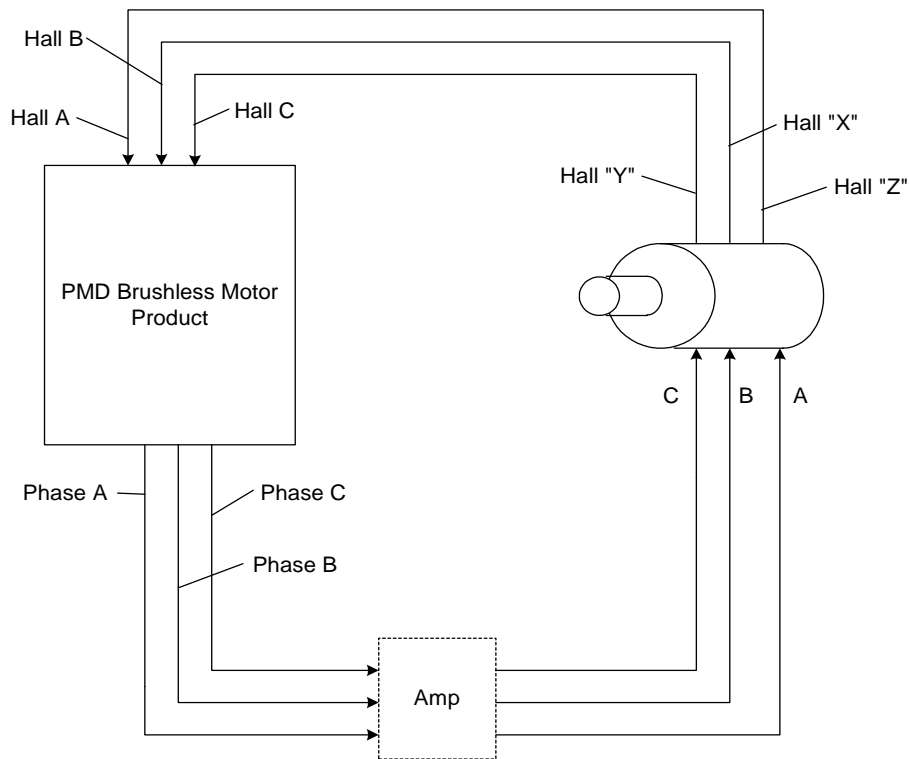 Hall B
Hall A
Hall C
Hall "X"
Hall "Y"
Hall "Z"
PMD Brushless Motor
Product
C
B
A
Phase A
Phase C
Phase B
Amp